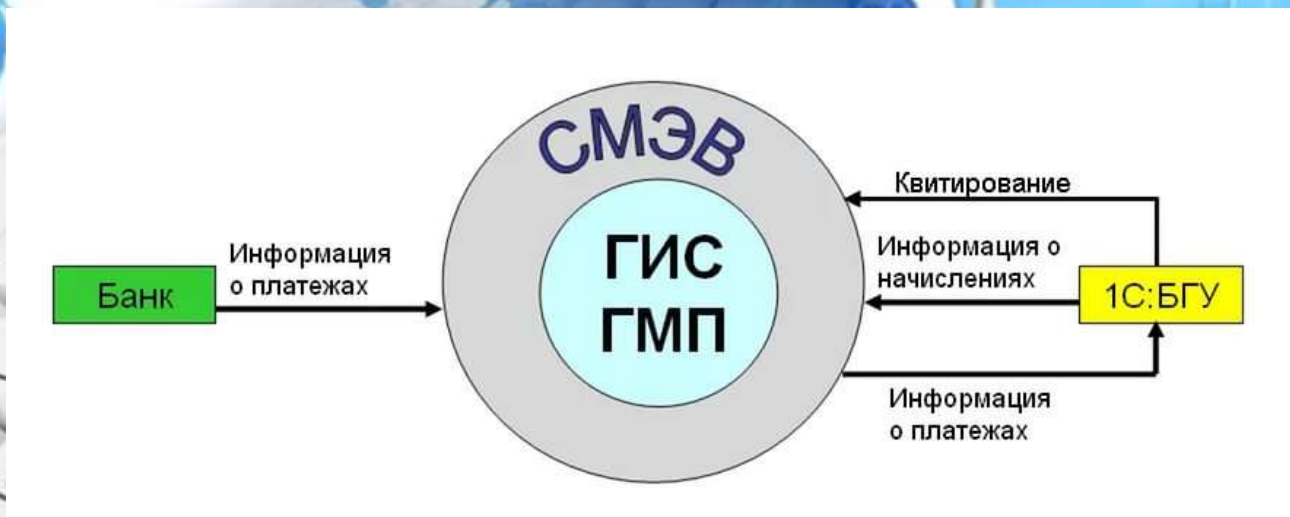 СМЭВ
ГИС
ГМП
Банк
Информация
о платежах
Квитирование
Информация о
начислениях
1С:БГУ
Информация
о платежах